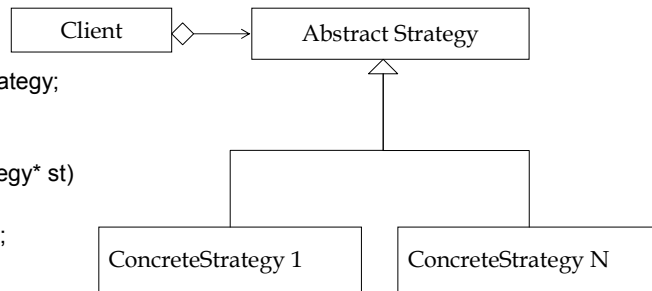 Client
Abstract Strategy
ategy;
egy* st)
;
ConcreteStrategy 1
ConcreteStrategy N